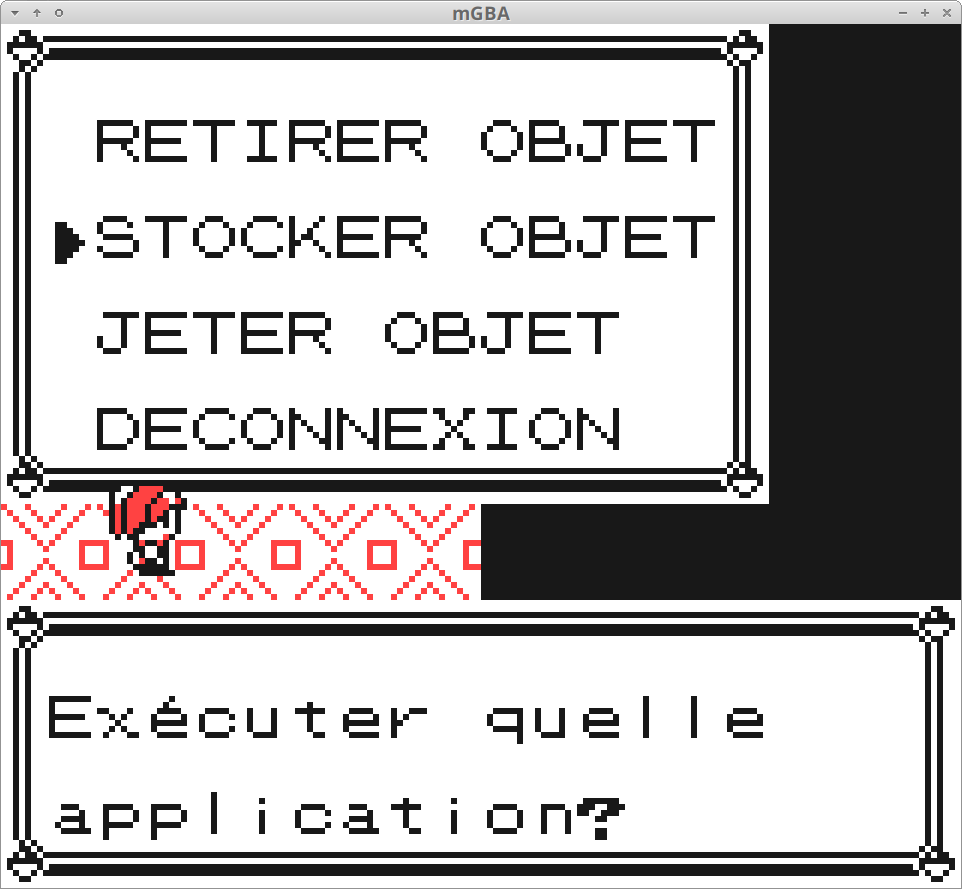 mGBA
RETIRER OBJET
▶STOCKER OBJET
JETER OBJET
DECONNEXION
Exécuter quelle
application?